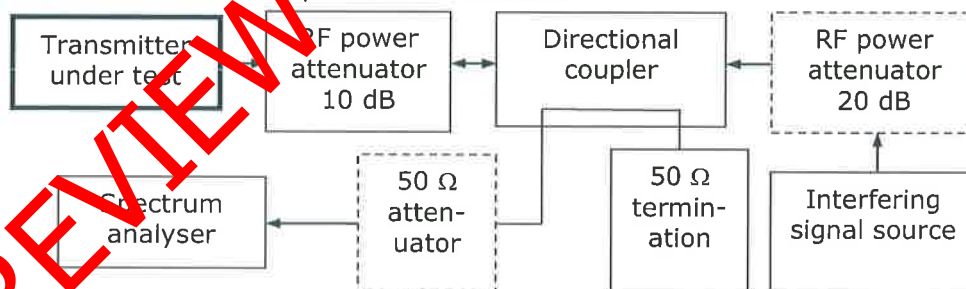 Transmitter
under test
RF power
attenuator
10 dB
Directional
coupler
RF power
attenuator
20 dB
Spectrum
analyser
50 Ω
atten-
uator
50 Ω
termin-
ation
Interfering
signal source
PREVIEW